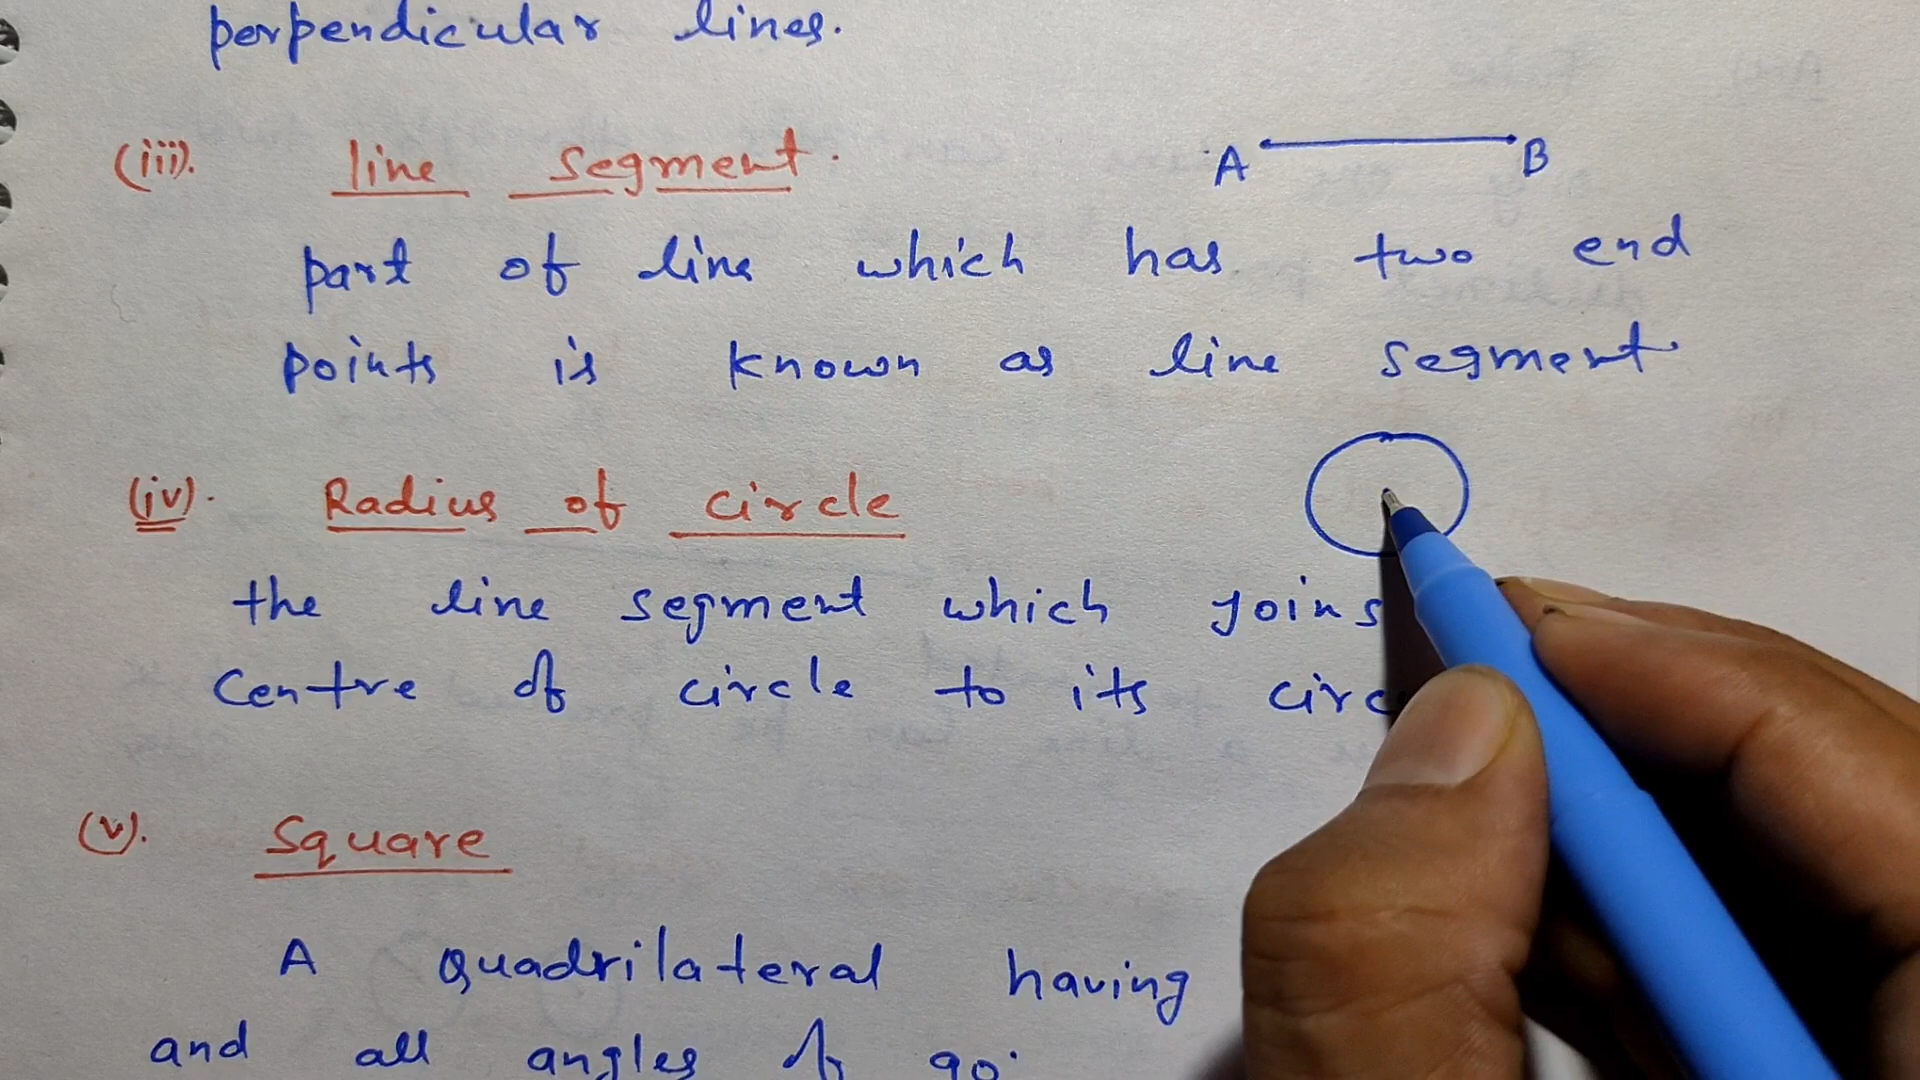 perpendicular lines.
(iii). line segment.
A B
part of line which has two end
points is known as line segment
(iv). Radius of circle
the line segment which joins
Centre of circle to its
(v). Square
A quadrilateral having
and all angles of 90°